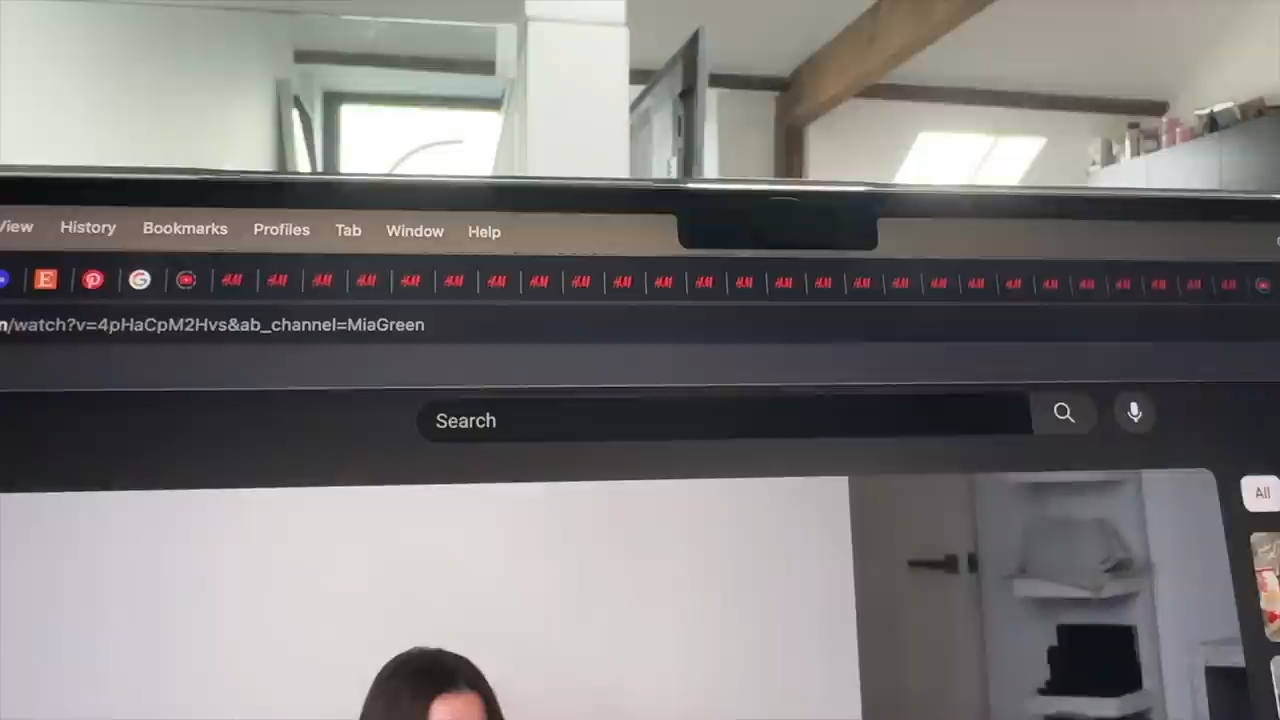 View History Bookmarks Profiles Tab Window Help
E G H&M H&M H&M H&M H&M H&M H&M H&M H&M H&M H&M H&M H&M H&M H&M H&M H&M H&M H&M H&M H&M H&M H&M H&M H&M H&M
/watch?v=4pHaCpM2Hvs&ab_channel=MiaGreen
Search
All